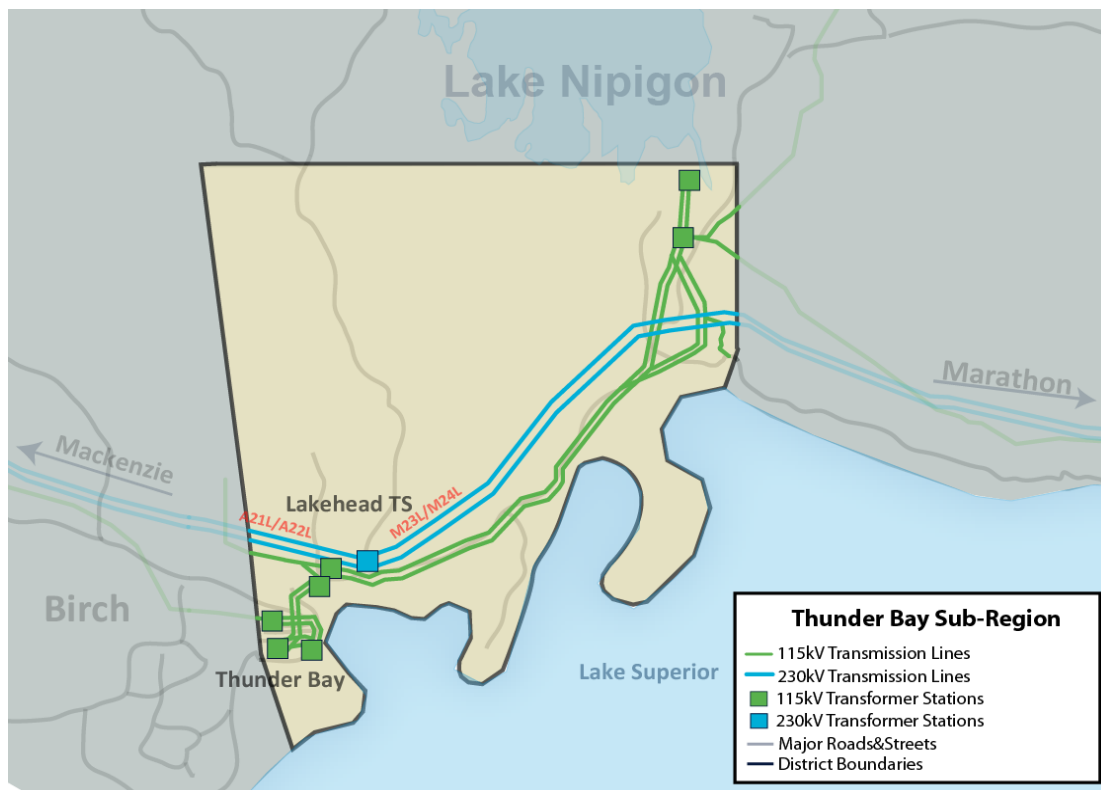 Lake Nipigon
Marathon
Mackenzie
Lakehead TS
A21L/A22L
M23L/M24L
Birch
Thunder Bay
Lake Superior
Thunder Bay Sub-Region
115kV Transmission Lines
230kV Transmission Lines
115kV Transformer Stations
230kV Transformer Stations
Major Roads&Streets
District Boundaries